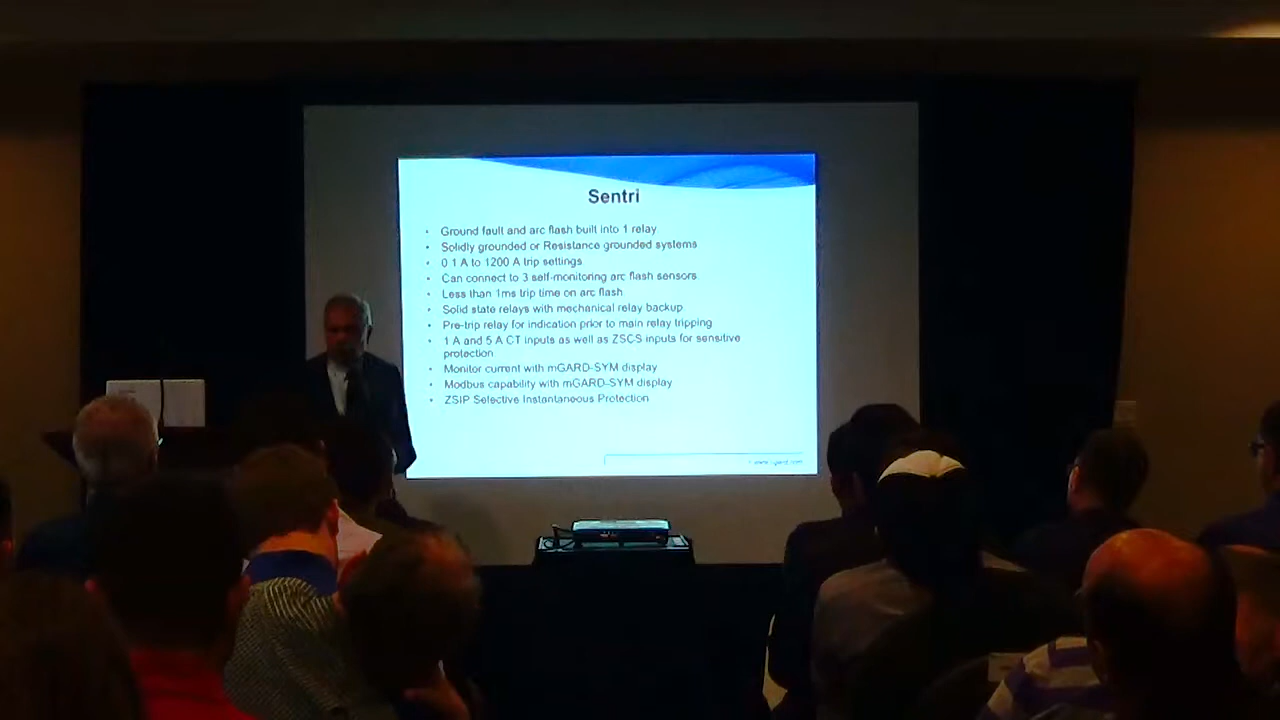 Sentri
• Ground fault and arc flash built into 1 relay
• Solidly grounded or Resistance grounded systems
• 0.1 A to 1200 A trip settings
• Can connect to 3 self-monitoring arc flash sensors
• Less than 1ms trip time on arc flash
• Solid state relays with mechanical relay backup
• Pre-trip relay for indication prior to main relay tripping
• 1 A and 5 A CT inputs as well as ZSCS inputs for sensitive
protection
• Monitor current with mGARD-SYM display
• Modbus capability with mGARD-SYM display
• ZSIP Selective Instantaneous Protection